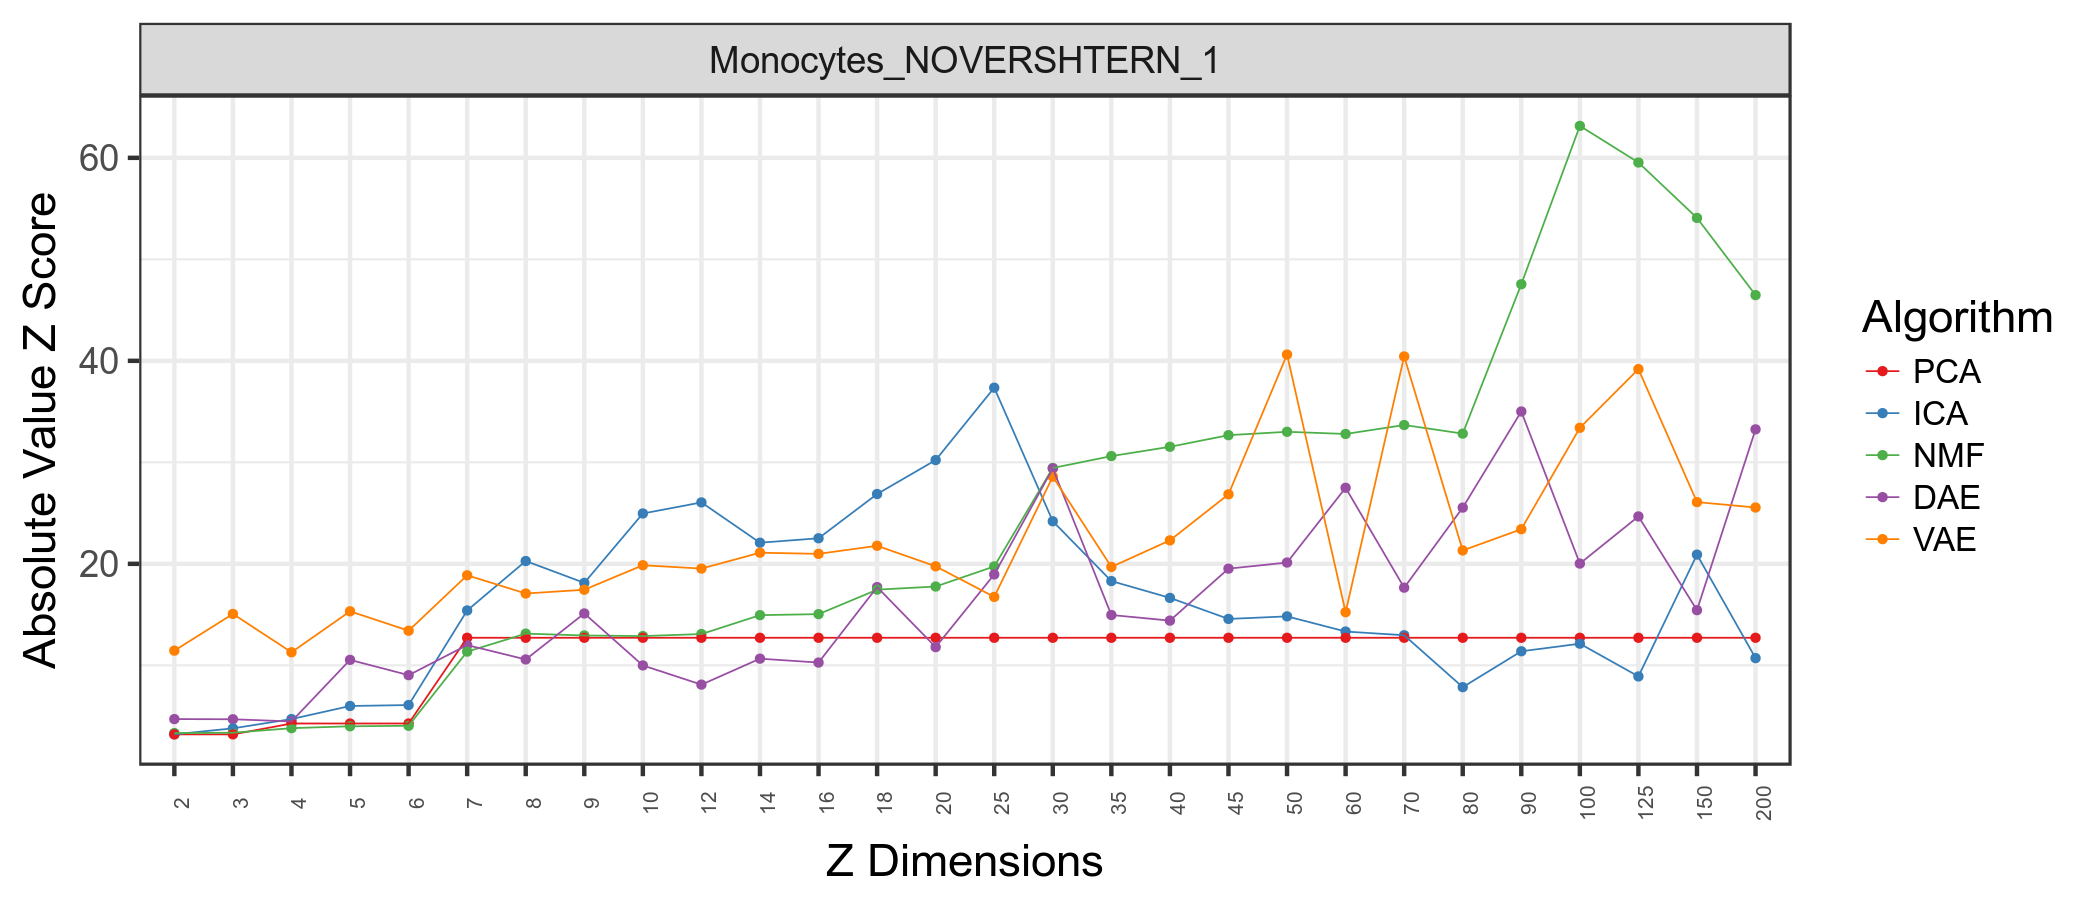 Monocytes_NOVERSHTERN_1
Absolute Value Z Score
60
40
20
2 3 4 5 6 7 8 9 10 12 14 16 18 20 25 30 35 40 45 50 60 70 80 90 100 125 150 200
Z Dimensions
Algorithm
PCA
ICA
NMF
DAE
VAE